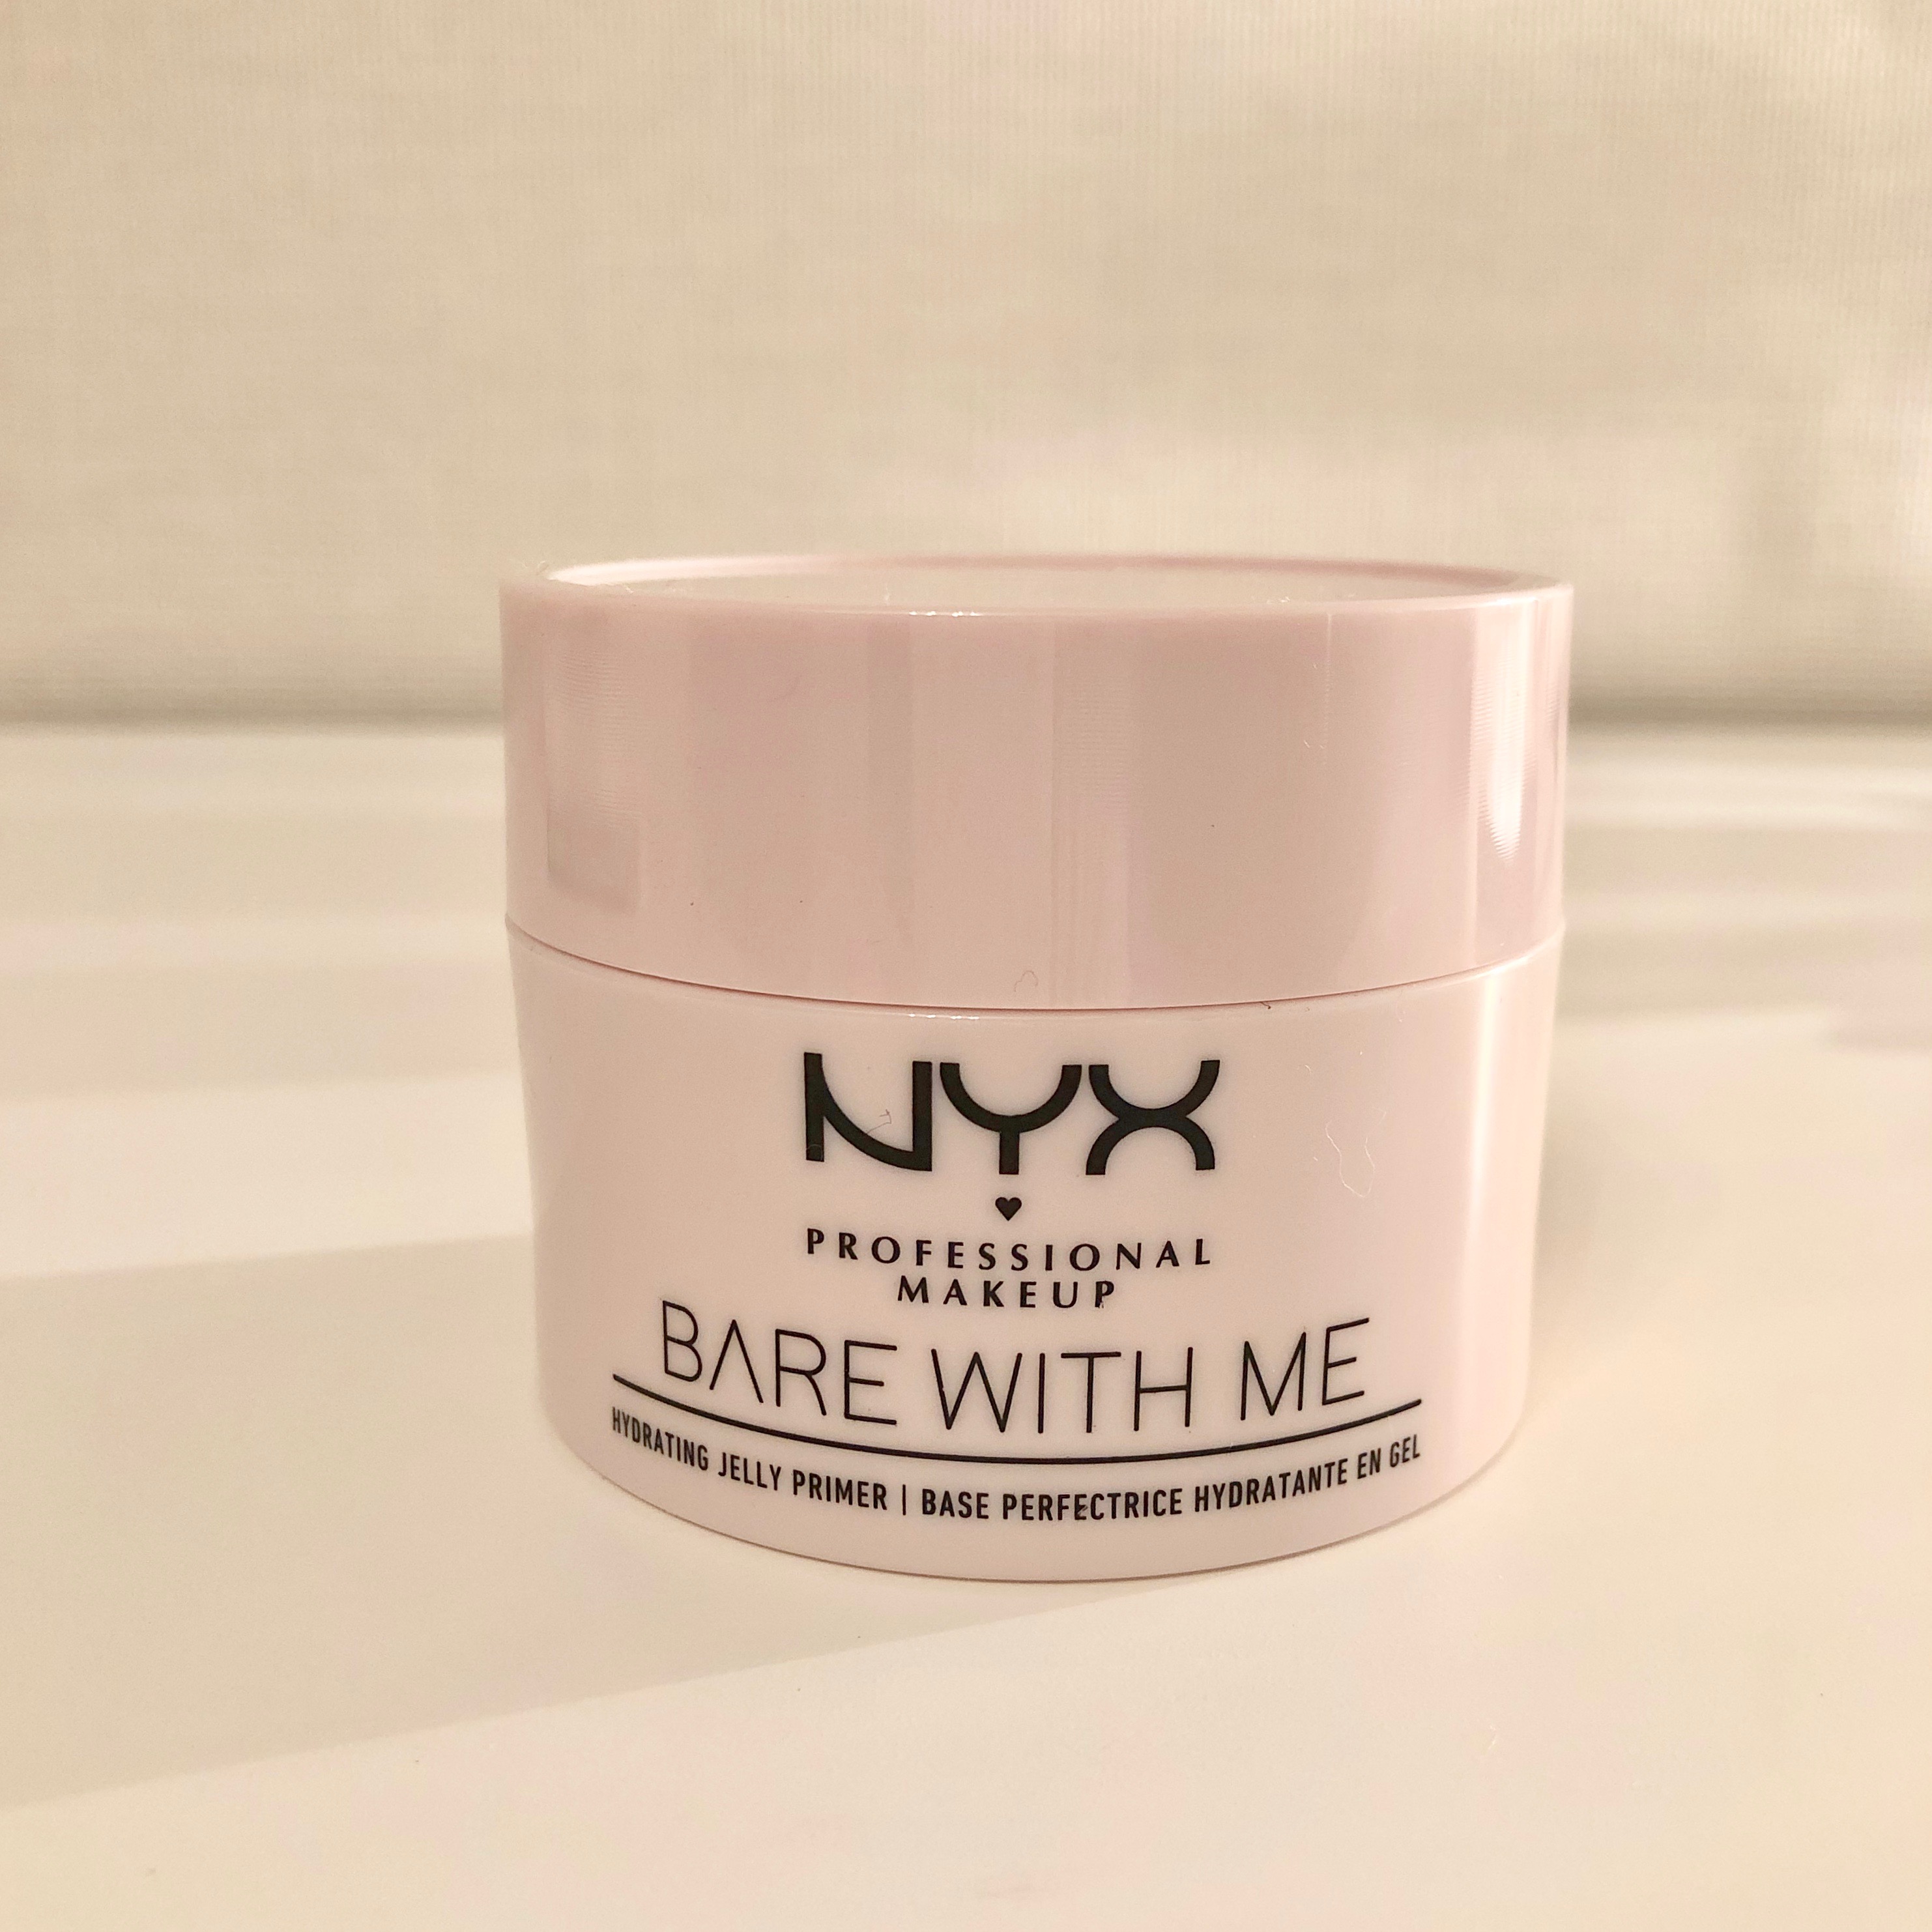 NYX
PROFESSIONAL
MAKEUP
BARE WITH ME
HYDRATING JELLY PRIMER | BASE PERFECTRICE HYDRATANTE EN GEL